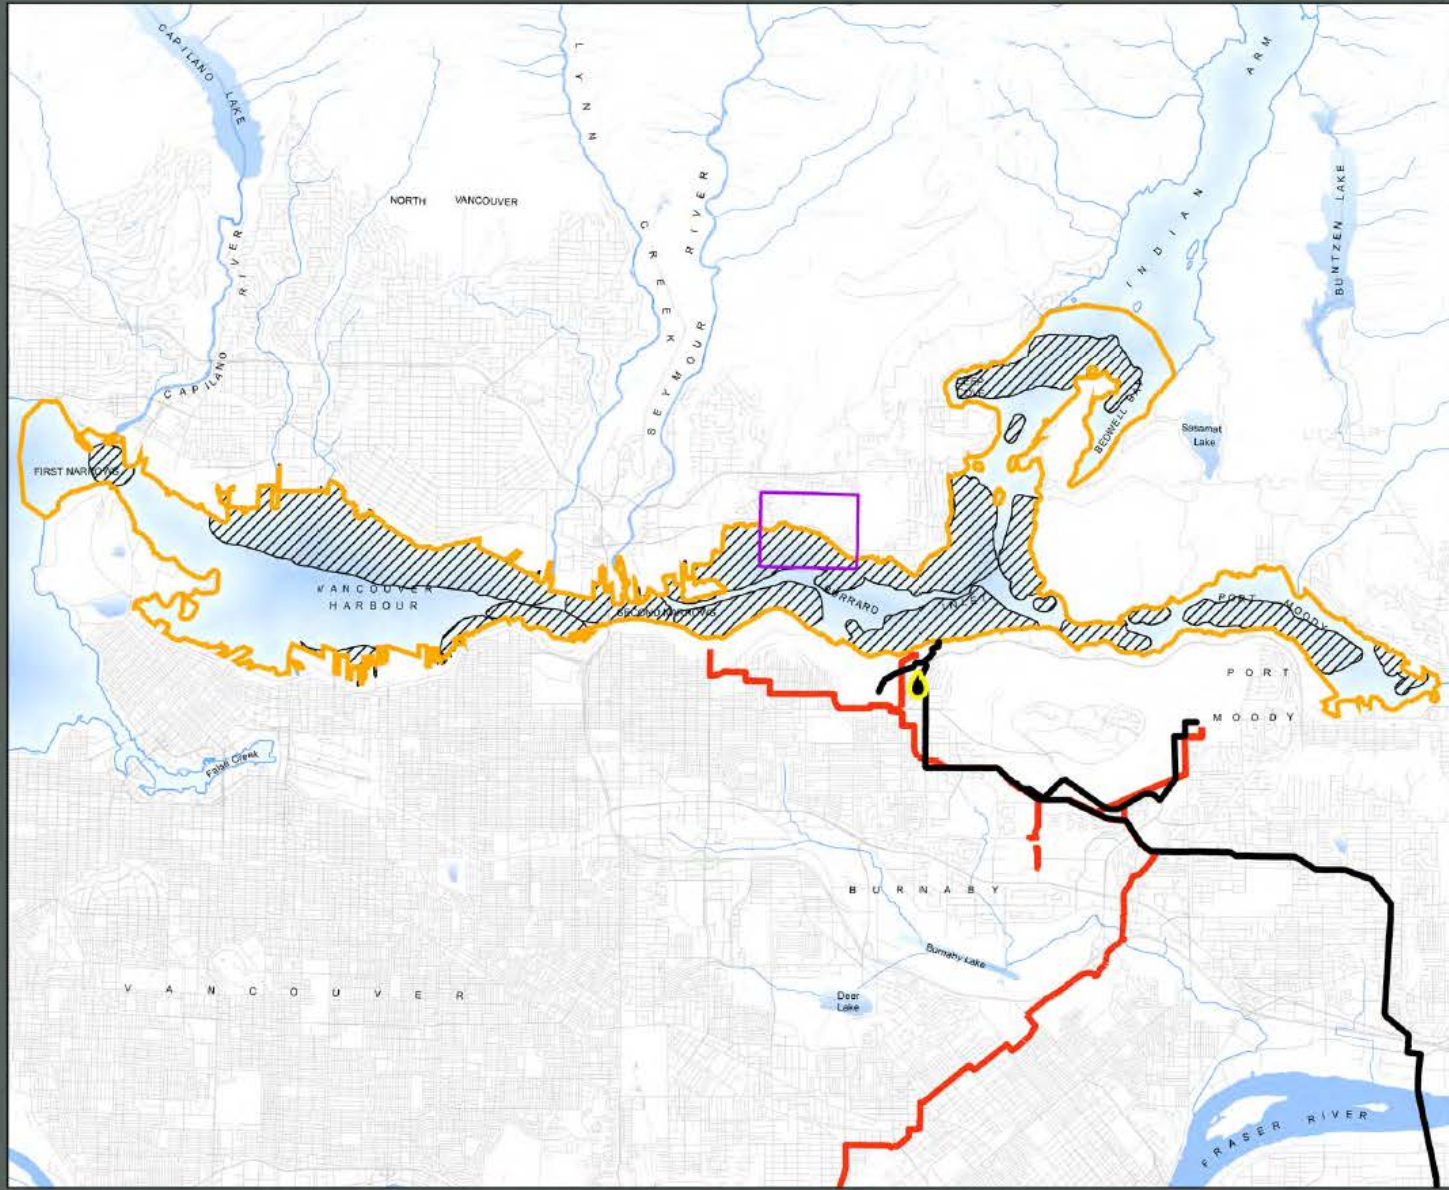 CAPILANO LAKE
LYNN CREEK
ARM
INDIAN
BUNTZEN LAKE
NORTH VANCOUVER
SEYMOUR RIVER
CAPILANO RIVER
DEEP COVE
BEDWELL BAY
Sasamat
Lake
FIRST NARROWS
VANCOUVER
HARBOUR
SECOND NARROWS
BURRARD INLET
PORT MOODY
PORT
MOODY
False Creek
BURNABY
Burnaby Lake
Deer
Lake
VANCOUVER
FRASER RIVER